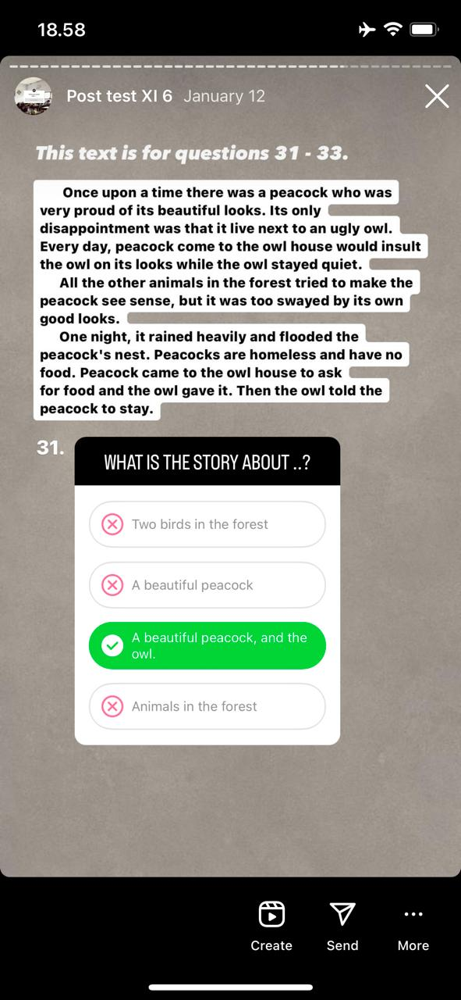 18.58
Post test XI 6 January 12
This text is for questions 31 - 33.
Once upon a time there was a peacock who was
very proud of its beautiful looks. Its only
disappointment was that it live next to an ugly owl.
Every day, peacock come to the owl house would insult
the owl on its looks while the owl stayed quiet.
All the other animals in the forest tried to make the
peacock see sense, but it was too swayed by its own
good looks.
One night, it rained heavily and flooded the
peacock's nest. Peacocks are homeless and have no
food. Peacock came to the owl house to ask
for food and the owl gave it. Then the owl told the
peacock to stay.
31.
WHAT IS THE STORY ABOUT ..?
Two birds in the forest
A beautiful peacock
A beautiful peacock, and the
owl.
Animals in the forest
Create Send More